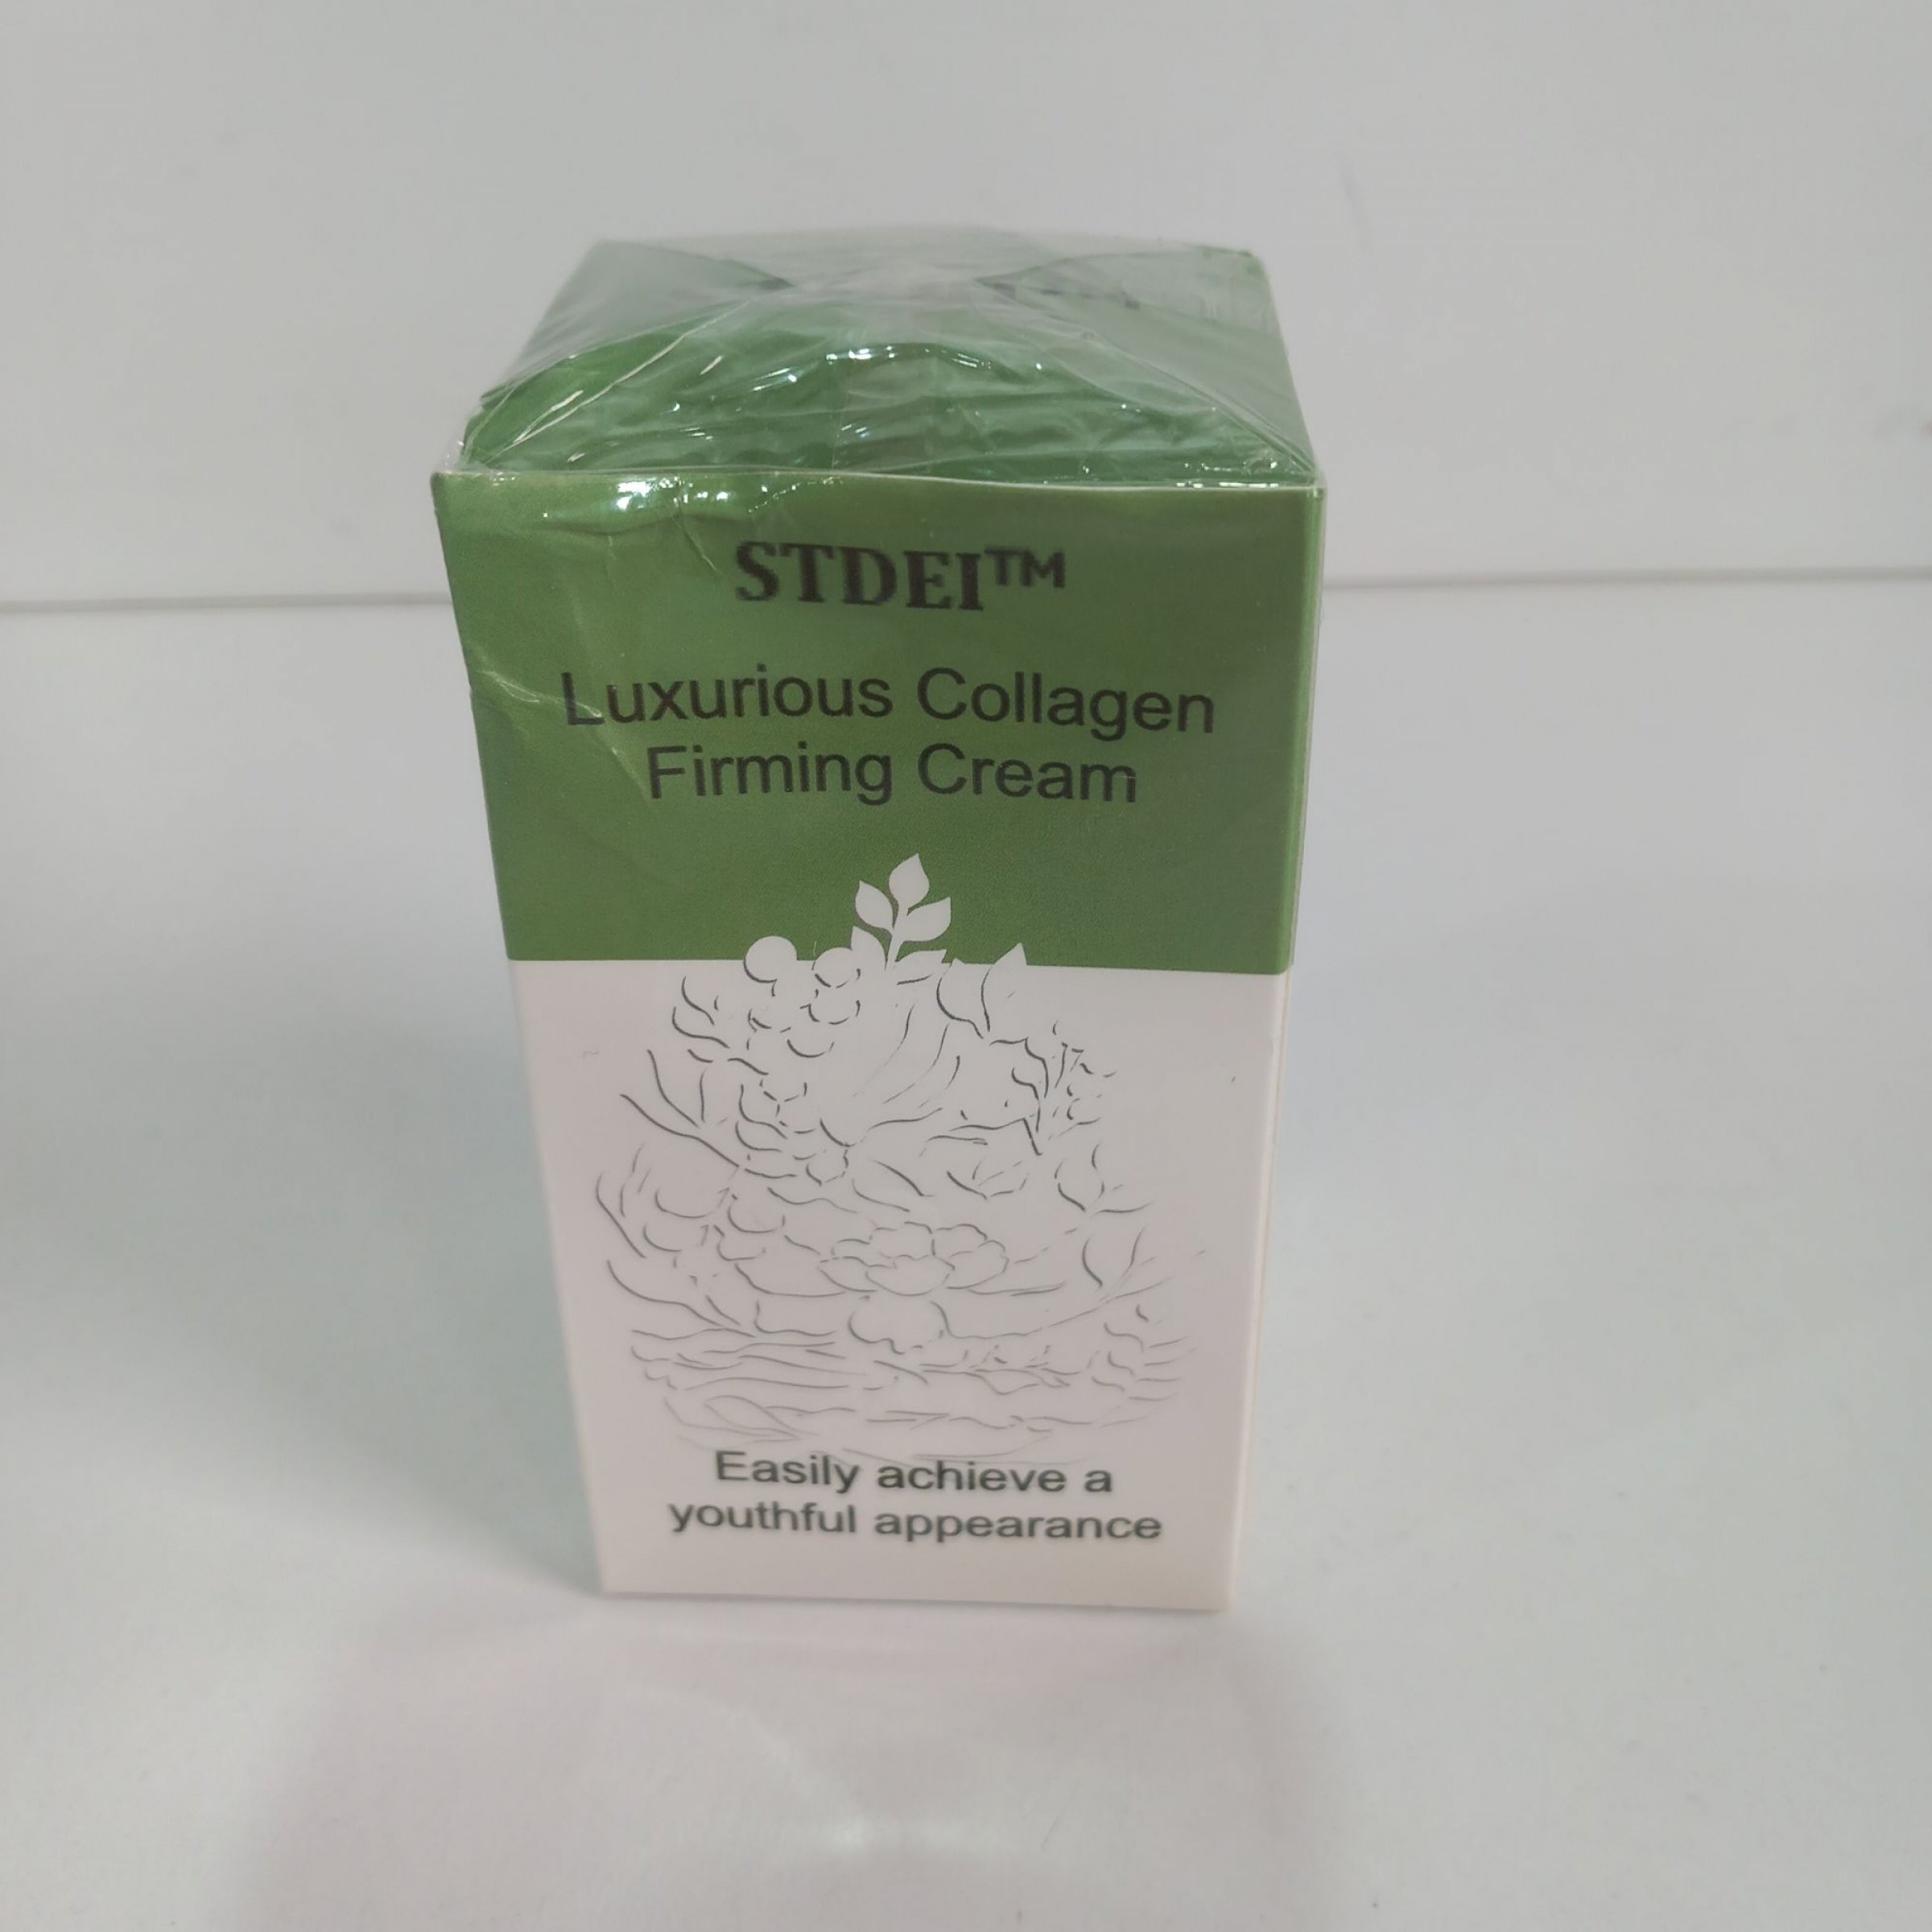 STDEI™
Luxurious Collagen
Firming Cream
Easily achieve a
youthful appearance